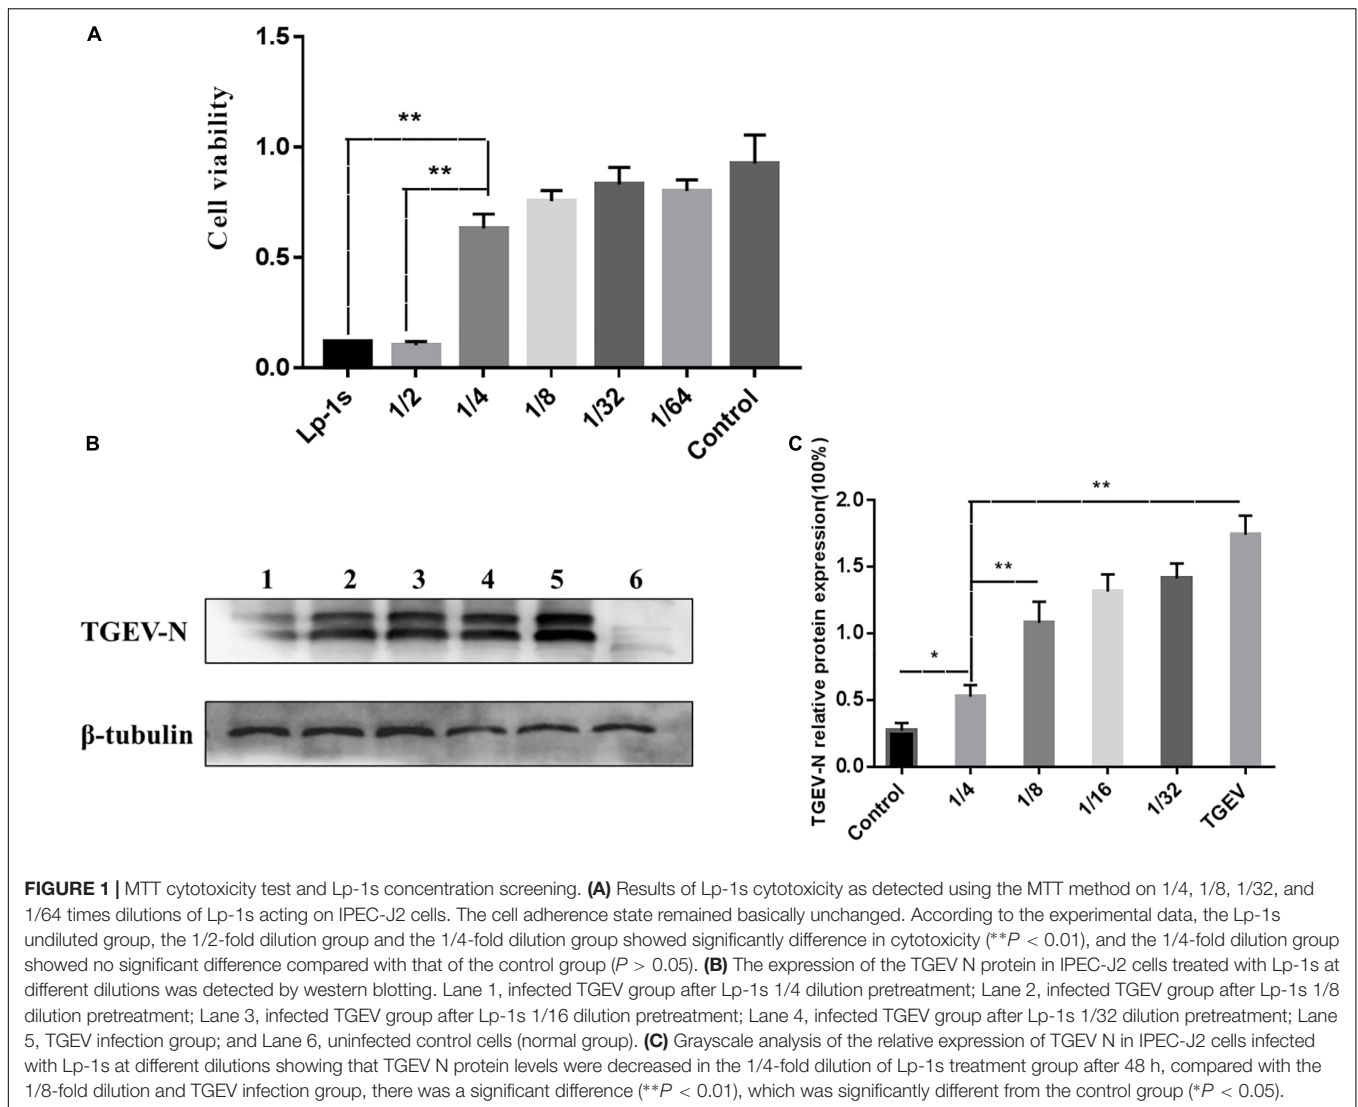 A
1.5
1.0
0.5
0.0
Cell viability
**
**
Lp-1s
1/2
1/4
1/8
1/32
1/64
Control
B
1 2 3 4 5 6
TGEV-N
β-tubulin
C
TGEV-N relative protein expression(100%)
2.0
1.5
1.0
0.5
0.0
**
**
*
Control
1/4
1/8
1/16
1/32
TGEV
FIGURE 1 | MTT cytotoxicity test and Lp-1s concentration screening. (A) Results of Lp-1s cytotoxicity as detected using the MTT method on 1/4, 1/8, 1/32, and
1/64 times dilutions of Lp-1s acting on IPEC-J2 cells. The cell adherence state remained basically unchanged. According to the experimental data, the Lp-1s
undiluted group, the 1/2-fold dilution group and the 1/4-fold dilution group showed significantly difference in cytotoxicity (**P < 0.01), and the 1/4-fold dilution group
showed no significant difference compared with that of the control group (P > 0.05). (B) The expression of the TGEV N protein in IPEC-J2 cells treated with Lp-1s at
different dilutions was detected by western blotting. Lane 1, infected TGEV group after Lp-1s 1/4 dilution pretreatment; Lane 2, infected TGEV group after Lp-1s 1/8
dilution pretreatment; Lane 3, infected TGEV group after Lp-1s 1/16 dilution pretreatment; Lane 4, infected TGEV group after Lp-1s 1/32 dilution pretreatment; Lane
5, TGEV infection group; and Lane 6, uninfected control cells (normal group). (C) Grayscale analysis of the relative expression of TGEV N in IPEC-J2 cells infected
with Lp-1s at different dilutions showing that TGEV N protein levels were decreased in the 1/4-fold dilution of Lp-1s treatment group after 48 h, compared with the
1/8-fold dilution and TGEV infection group, there was a significant difference (**P < 0.01), which was significantly different from the control group (*P < 0.05).